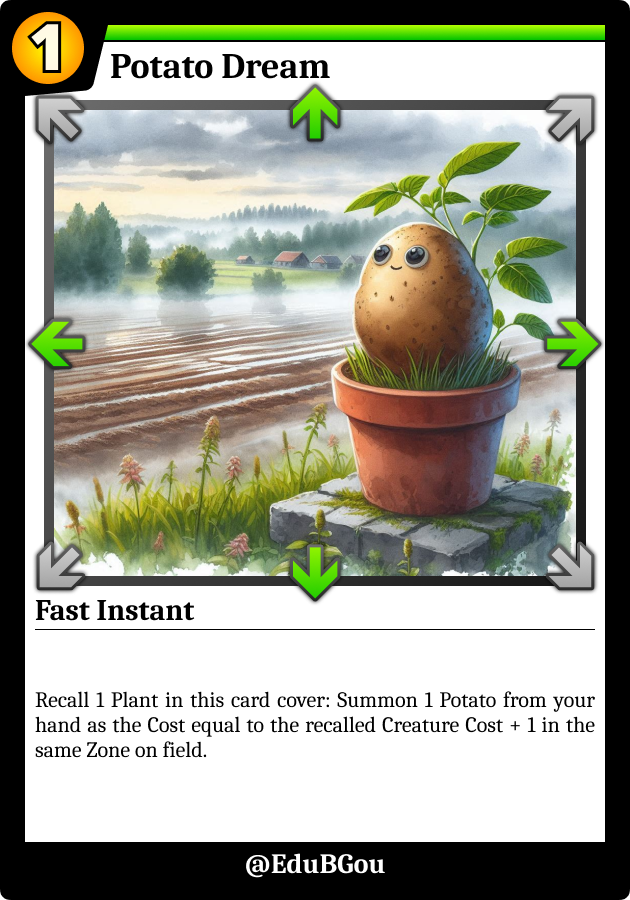 1
Potato Dream
Fast Instant
Recall 1 Plant in this card cover: Summon 1 Potato from your
hand as the Cost equal to the recalled Creature Cost + 1 in the
same Zone on field.
@EduBGou